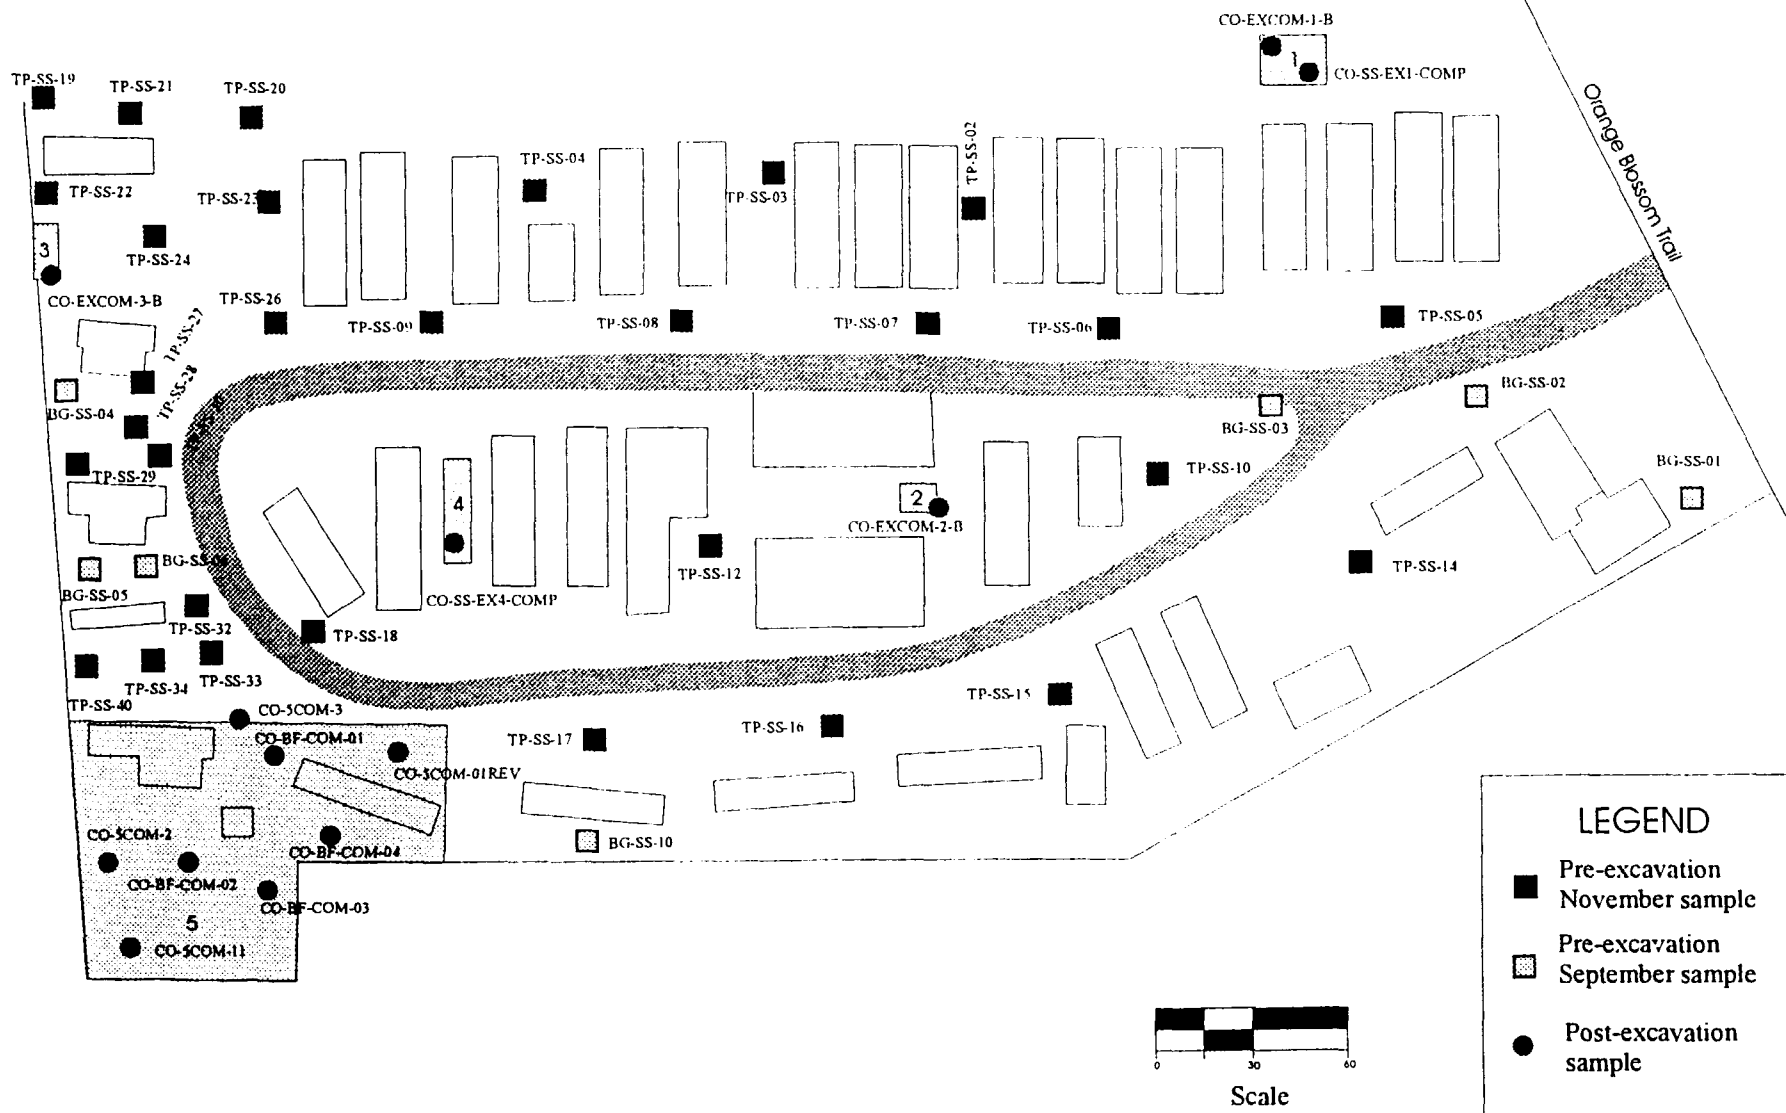 CO-EXCOM-1-B
1
CO-SS-EX1-COMP
TP-SS-19
TP-SS-21
TP-SS-20
Orange Blossom Trail
TP-SS-04
TP-SS-02
TP-SS-22
TP-SS-23
TP-SS-03
3
TP-SS-24
CO-EXCOM-3-B
TP-SS-26
TP-SS-27
TP-SS-09
TP-SS-08
TP-SS-07
TP-SS-06
TP-SS-05
TP-SS-28
BG-SS-04
BG-SS-02
BG-SS-03
TP-SS-29
TP-SS-10
BG-SS-01
4
2
CO-EXCOM-2-B
BG-SS-05
TP-SS-12
TP-SS-14
CO-SS-EX4-COMP
TP-SS-32
TP-SS-18
TP-SS-34
TP-SS-33
TP-SS-40
CO-5COM-3
TP-SS-15
CO-BF-COM-01
TP-SS-17
TP-SS-16
CO-5COM-01REV
CO-5COM-2
CO-BF-COM-04
BG-SS-10
CO-BF-COM-02
CO-BF-COM-03
5
CO-5COM-11
LEGEND
Pre-excavation
November sample
Pre-excavation
September sample
Post-excavation
sample
0 30 60
Scale